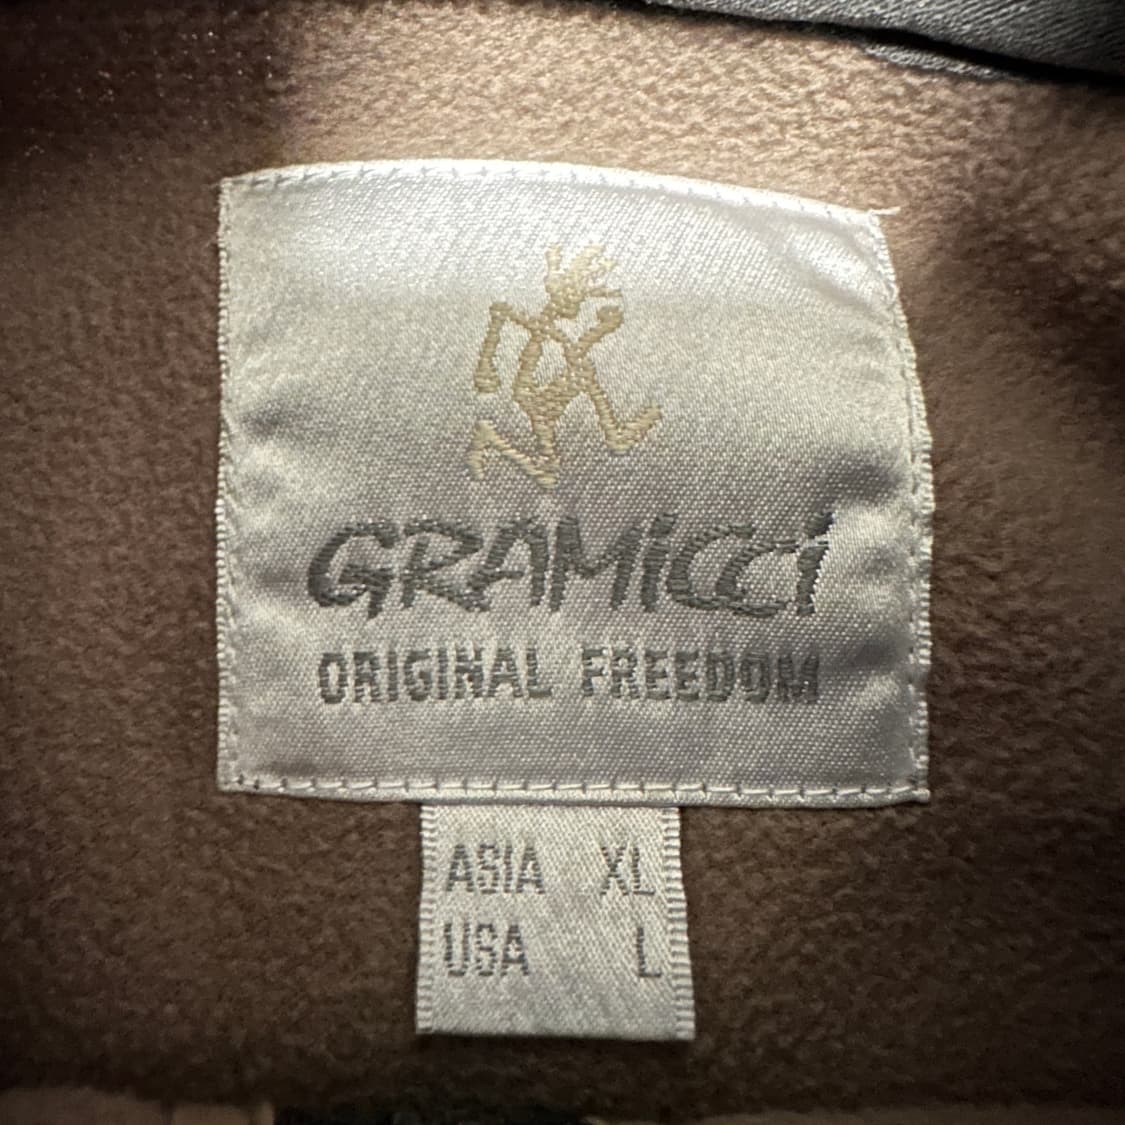 GRAMiCCi
ORIGINAL FREEDOM
ASIA XL
USA L